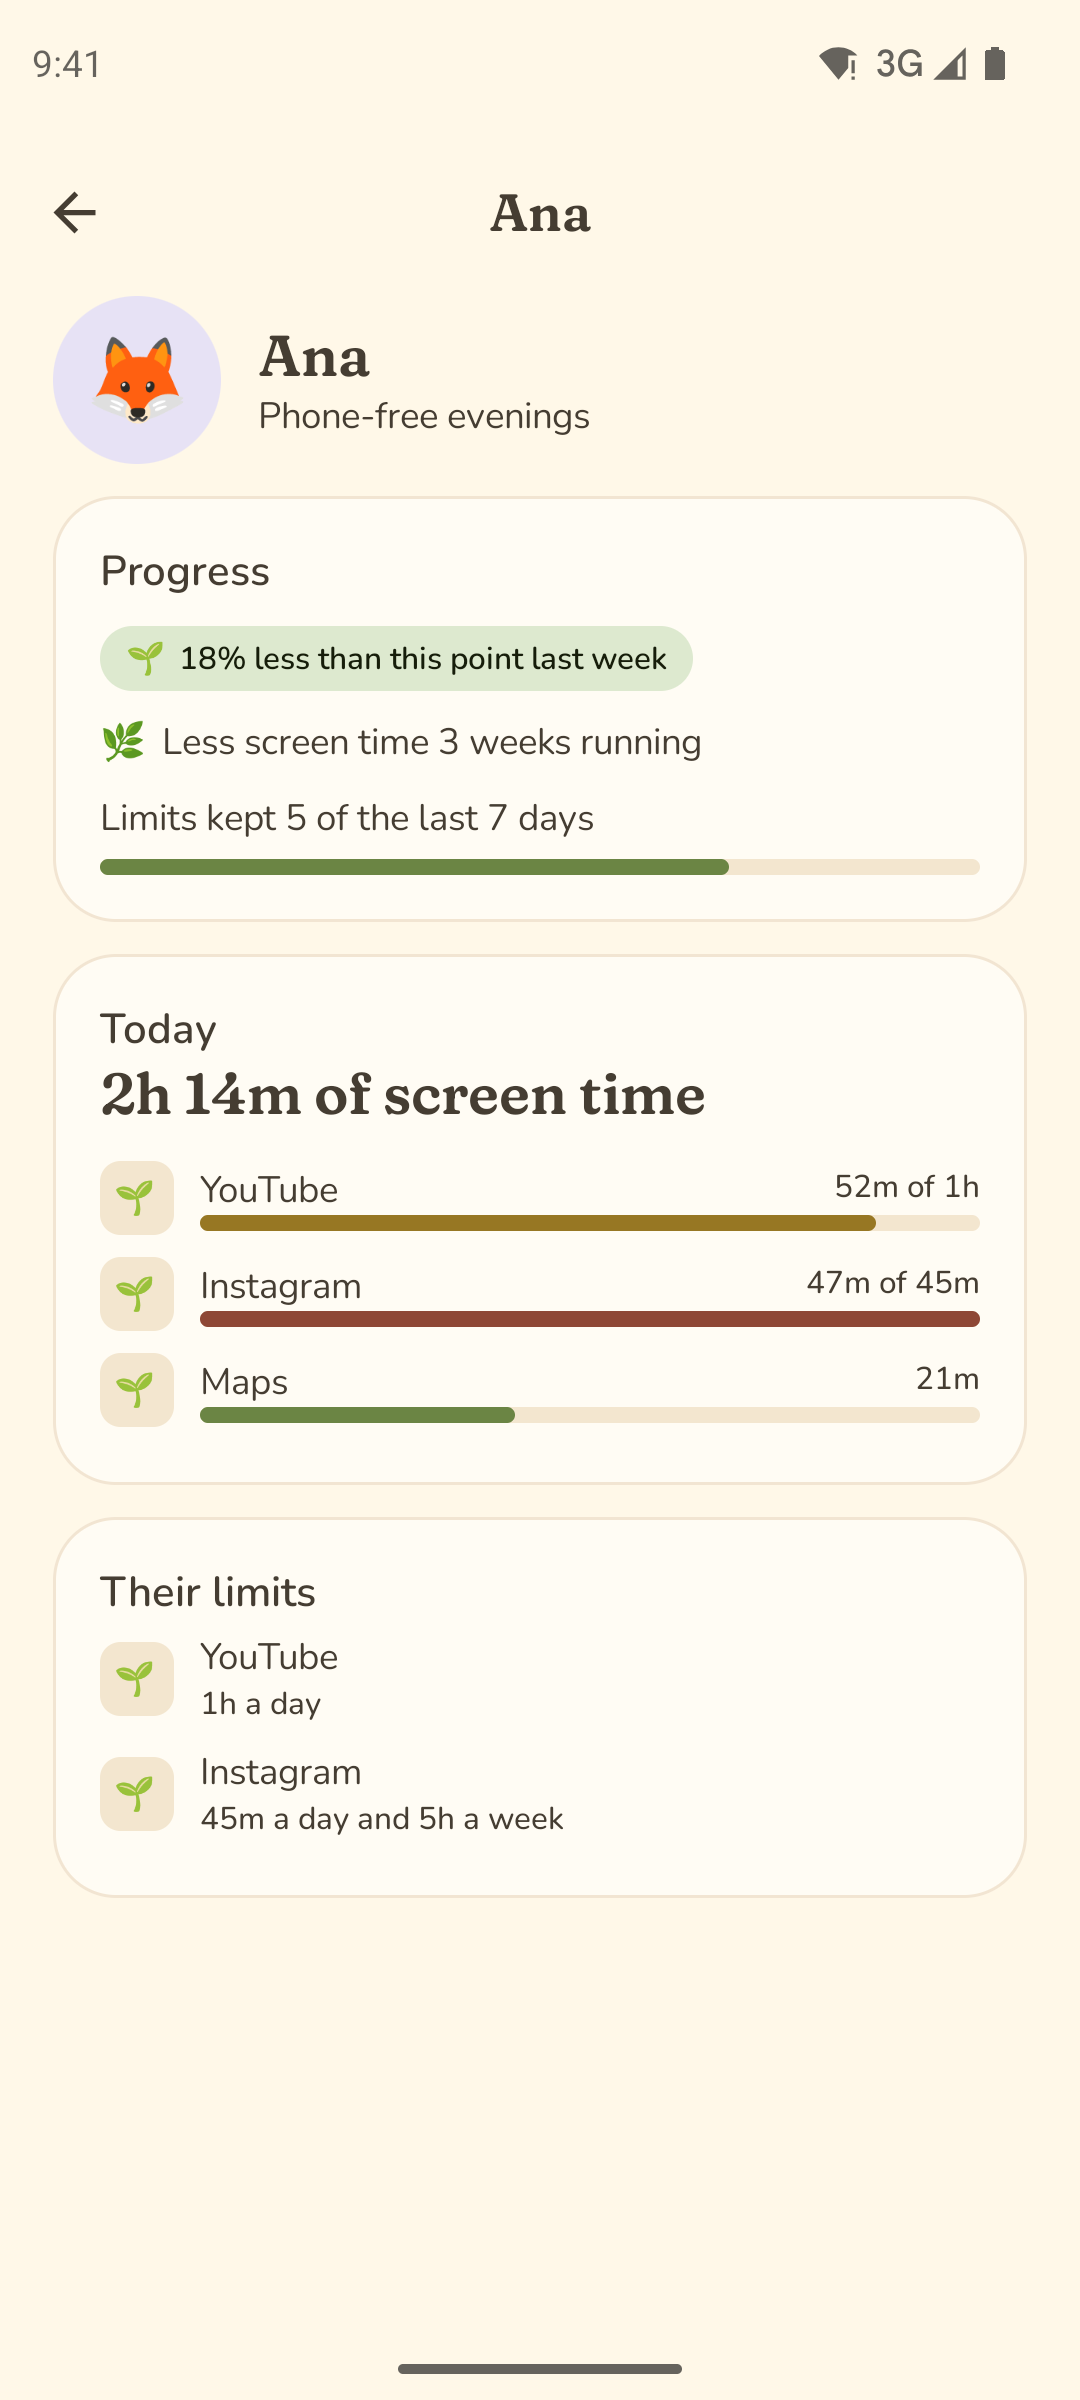 9:41
3G
Ana
Ana
Phone-free evenings
Progress
18% less than this point last week
Less screen time 3 weeks running
Limits kept 5 of the last 7 days
Today
2h 14m of screen time
YouTube
52m of 1h
Instagram
47m of 45m
Maps
21m
Their limits
YouTube
1h a day
Instagram
45m a day and 5h a week